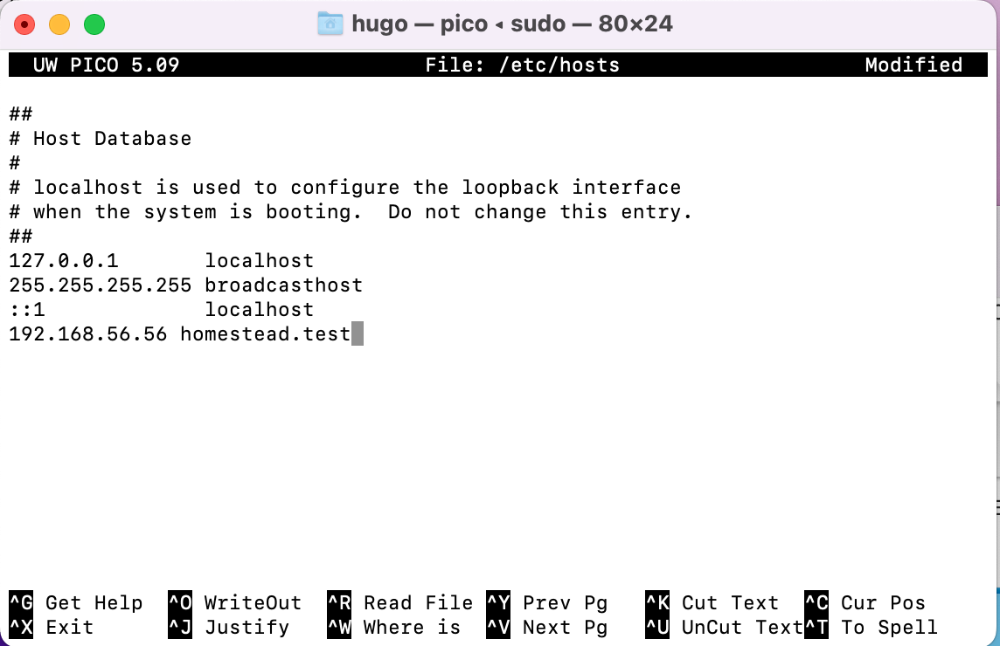 hugo — pico ◂ sudo — 80×24
UW PICO 5.09 File: /etc/hosts Modified
##
# Host Database
#
# localhost is used to configure the loopback interface
# when the system is booting.  Do not change this entry.
##
127.0.0.1       localhost
255.255.255.255 broadcasthost
::1             localhost
192.168.56.56 homestead.test
^G Get Help  ^O WriteOut  ^R Read File ^Y Prev Pg   ^K Cut Text  ^C Cur Pos
^X Exit      ^J Justify   ^W Where is  ^V Next Pg   ^U UnCut Text^T To Spell